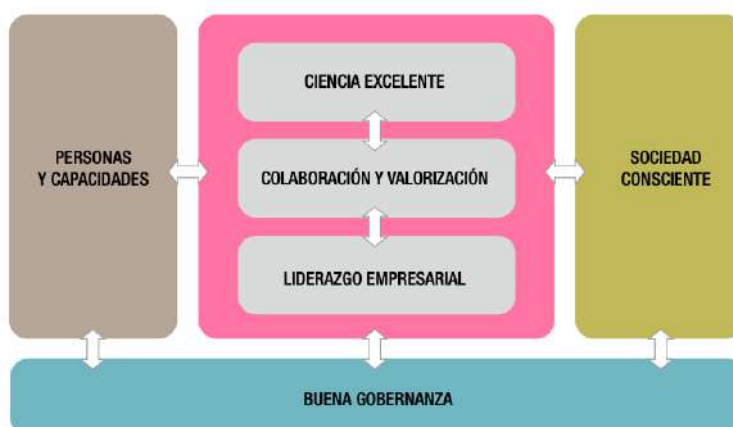 PERSONAS
Y CAPACIDADES
CIENCIA EXCELENTE
COLABORACIÓN Y VALORIZACIÓN
LIDERAZGO EMPRESARIAL
SOCIEDAD
CONSCIENTE
BUENA GOBERNANZA